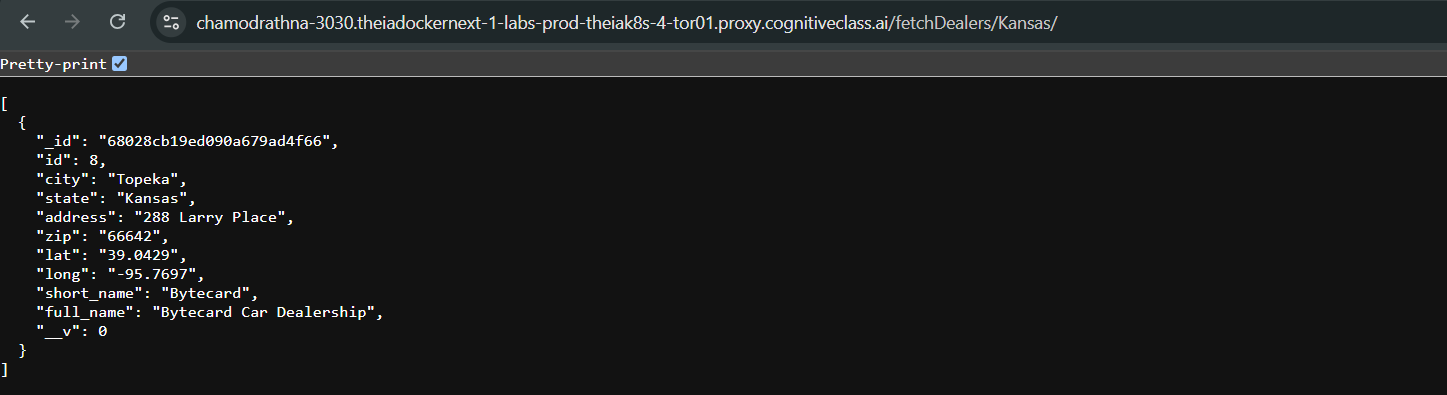 chamodrathna-3030.theiadockernext-1-labs-prod-theiak8s-4-tor01.proxy.cognitiveclass.ai/fetchDealers/Kansas/
Pretty-print
[
  {
    "_id": "68028cb19ed090a679ad4f66",
    "id": 8,
    "city": "Topeka",
    "state": "Kansas",
    "address": "288 Larry Place",
    "zip": "66642",
    "lat": "39.0429",
    "long": "-95.7697",
    "short_name": "Bytecard",
    "full_name": "Bytecard Car Dealership",
    "__v": 0
  }
]